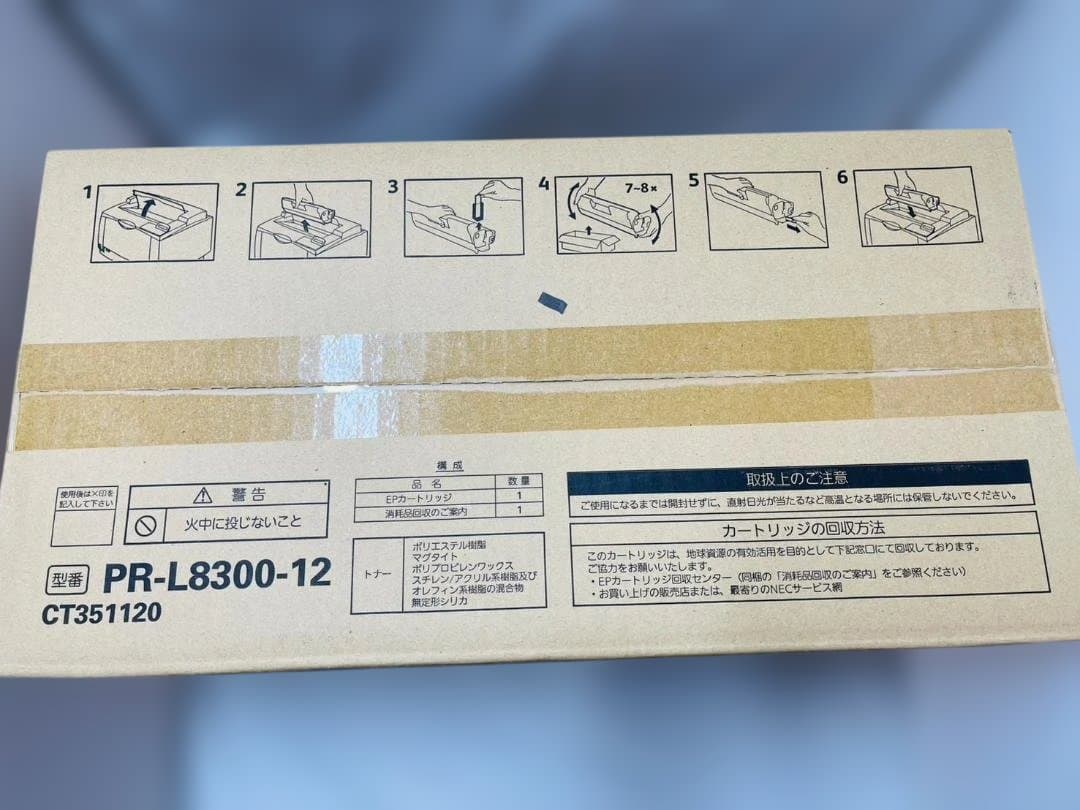 1
2
3
4
7~8×
5
6
構成
品名 数量
EPカートリッジ 1
消耗品回収のご案内 1
使用後は×印を
記入して下さい
警告
火中に投じないこと
型番 PR-L8300-12
CT351120
トナー
ポリエステル樹脂
マグタイト
ポリプロピレンワックス
スチレン/アクリル系樹脂及び
オレフィン系樹脂の混合物
無定形シリカ
取扱上のご注意
ご使用になるまでは開封せずに、直射日光が当たるなど高温となる場所には保管しないでください。
カートリッジの回収方法
このカートリッジは、地球資源の有効活用を目的として下記窓口にて回収しております。
ご協力をお願いいたします。
・EPカートリッジ回収センター(同梱の「消耗品回収のご案内」をご参照ください)
・お買い上げの販売店または、最寄りのNECサービス網